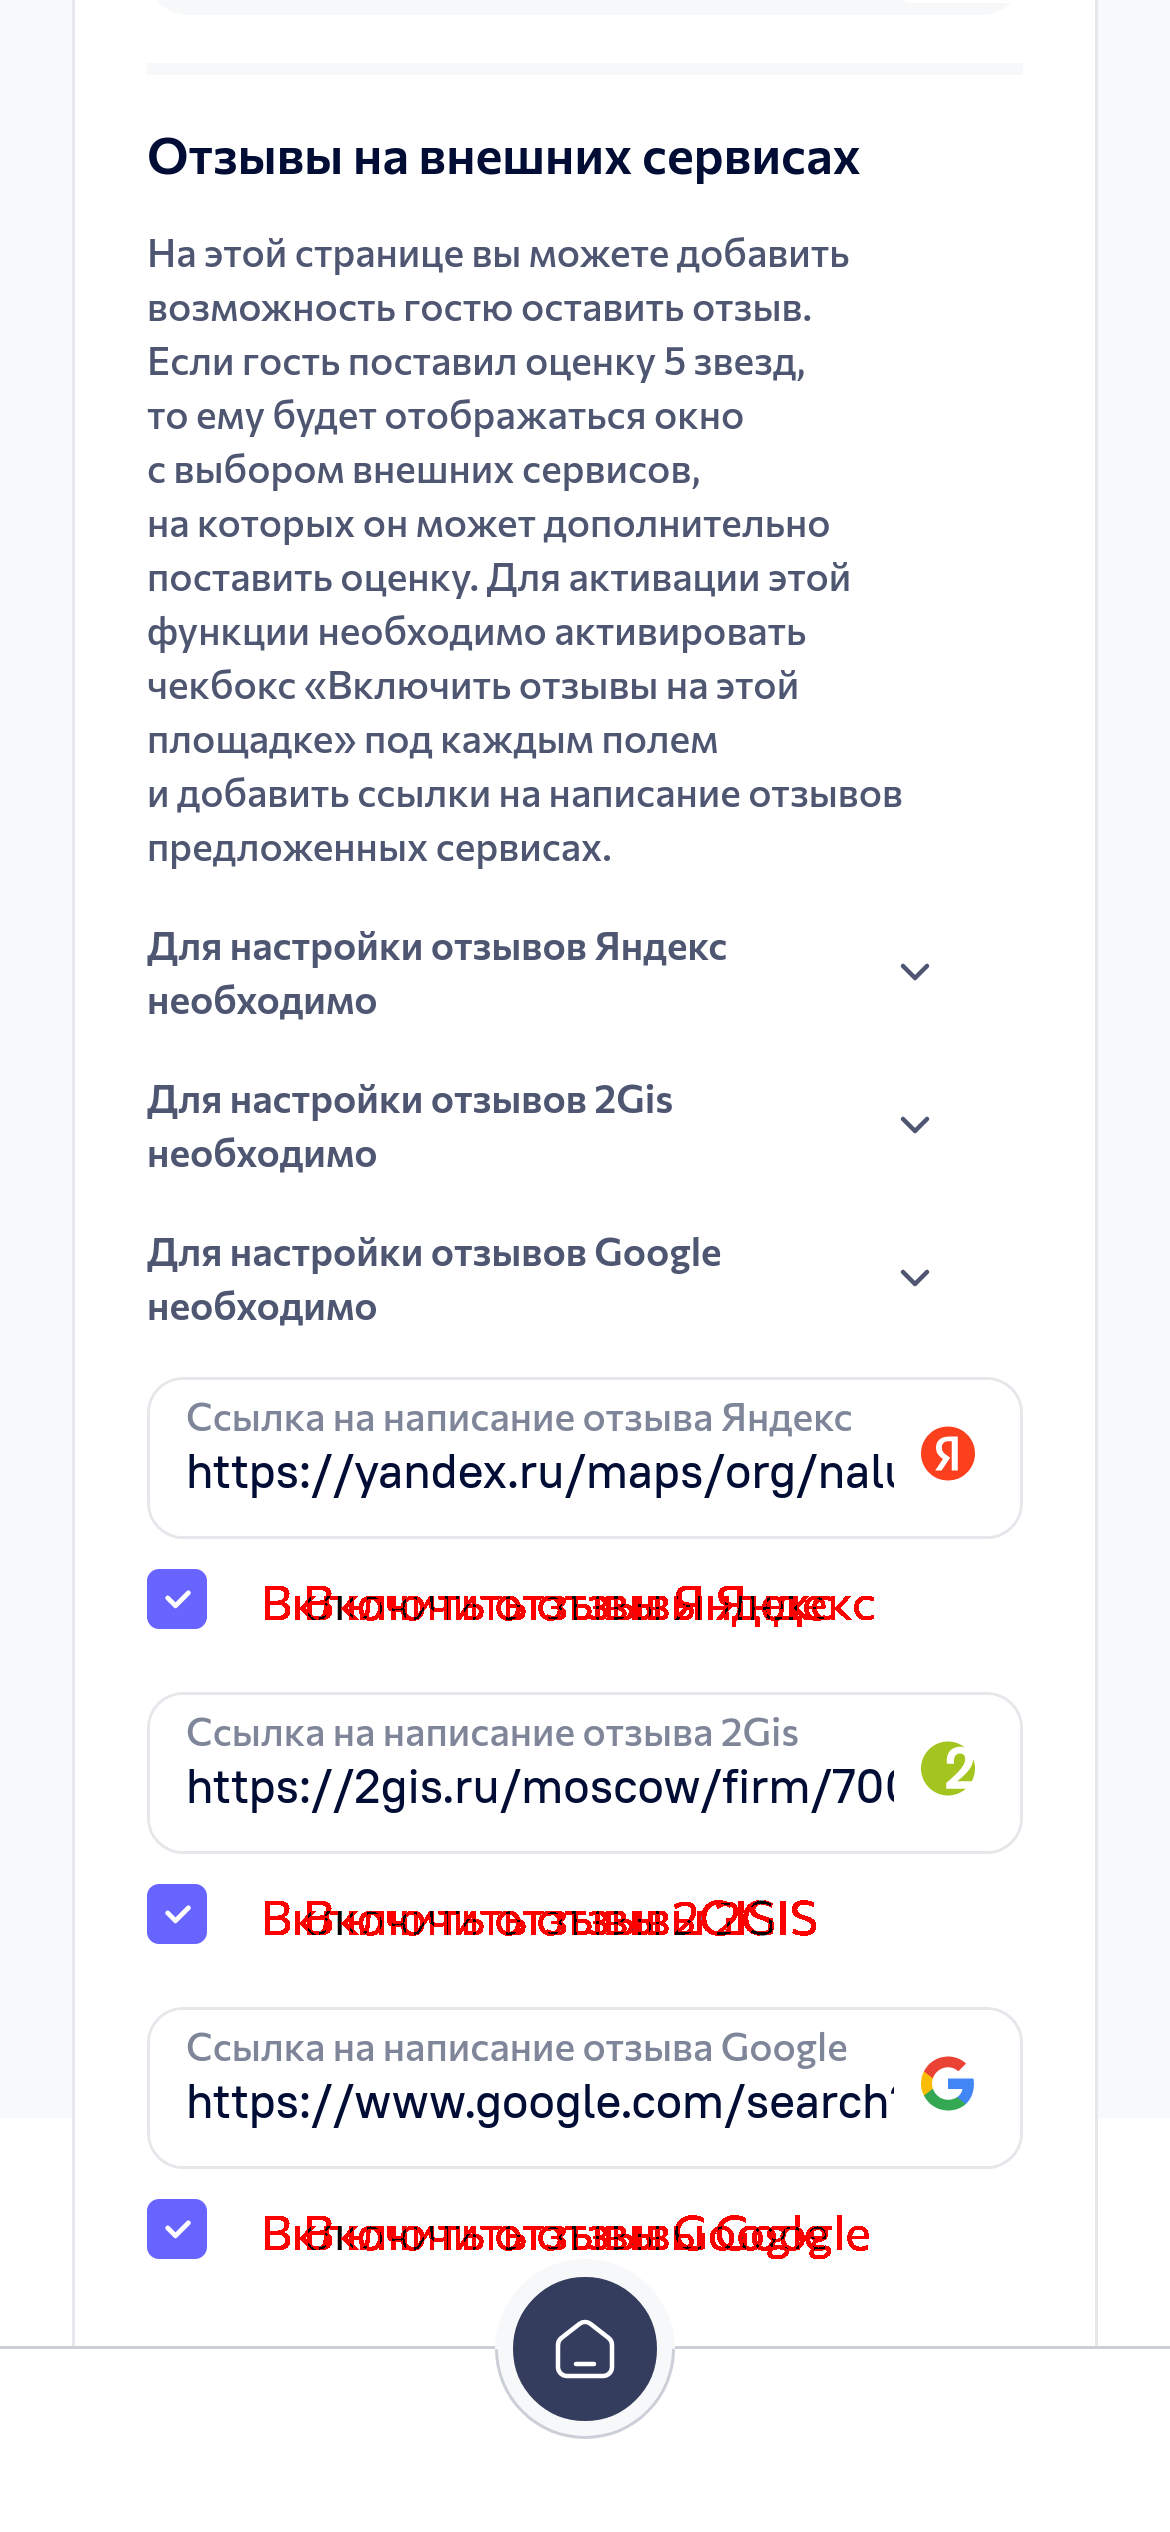 Отзывы на внешних сервисах
На этой странице вы можете добавить
возможность гостю оставить отзыв.
Если гость поставил оценку 5 звезд,
то ему будет отображаться окно
с выбором внешних сервисов,
на которых он может дополнительно
поставить оценку. Для активации этой
функции необходимо активировать
чекбокс «Включить отзывы на этой
площадке» под каждым полем
и добавить ссылки на написание отзывов
предложенных сервисах.
Для настройки отзывов Яндекс
необходимо
Для настройки отзывов 2Gis
необходимо
Для настройки отзывов Google
необходимо
Ссылка на написание отзыва Яндекс
https://yandex.ru/maps/org/nalu
Включить отзывы Яндекс
Ссылка на написание отзыва 2Gis
https://2gis.ru/moscow/firm/700
Включить отзывы 2GIS
Ссылка на написание отзыва Google
https://www.google.com/search?
Включить отзывы Google